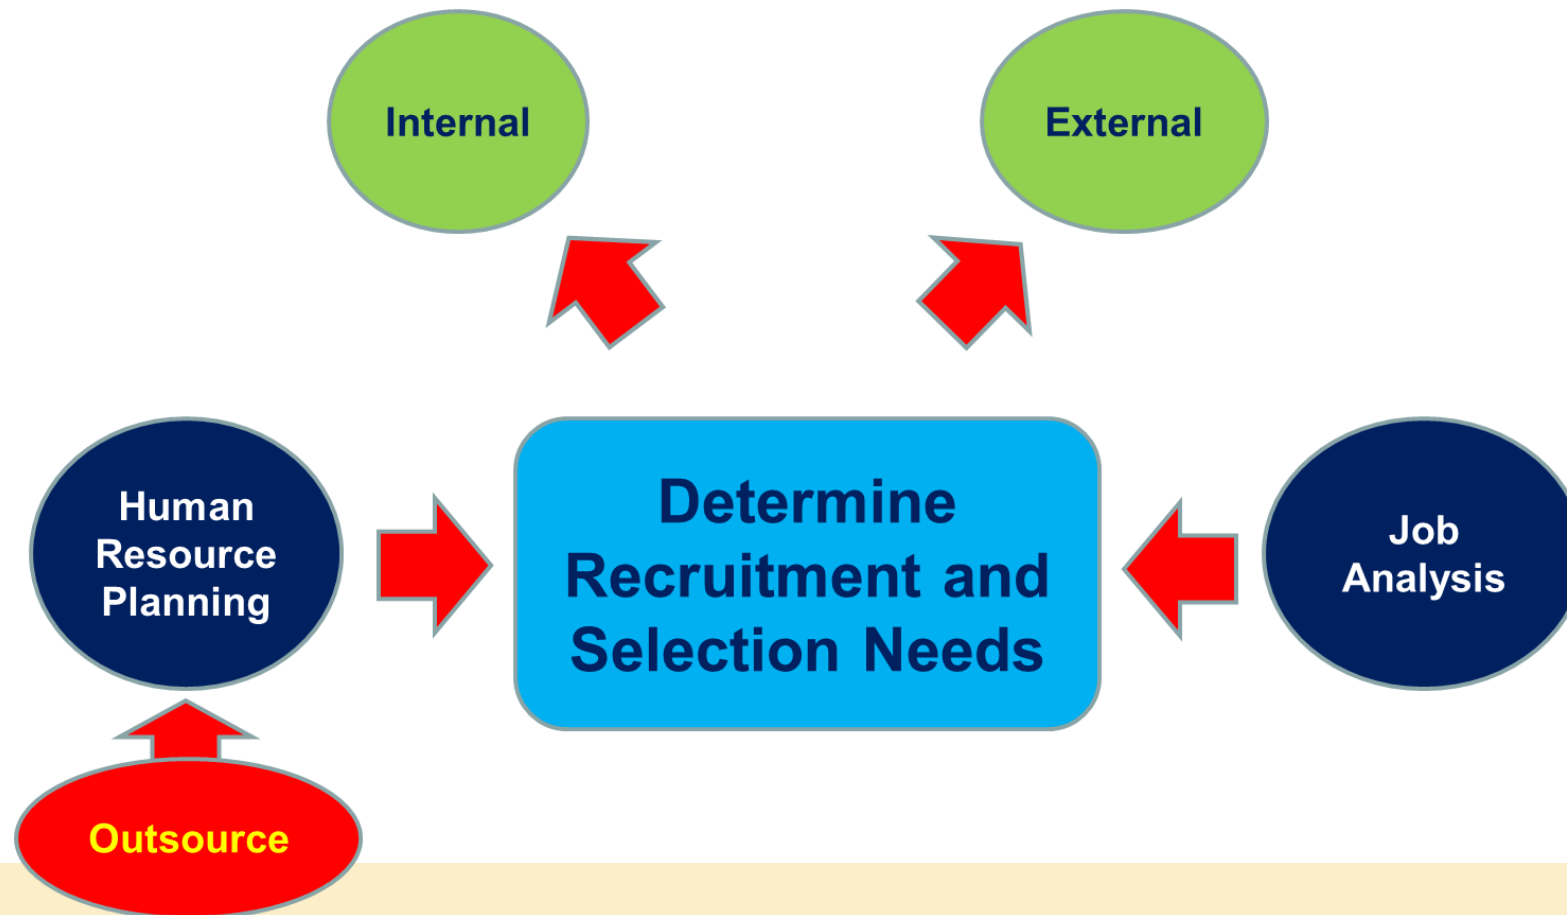 Internal
External
Human
Resource
Planning
Determine
Recruitment and
Selection Needs
Job
Analysis
Outsource